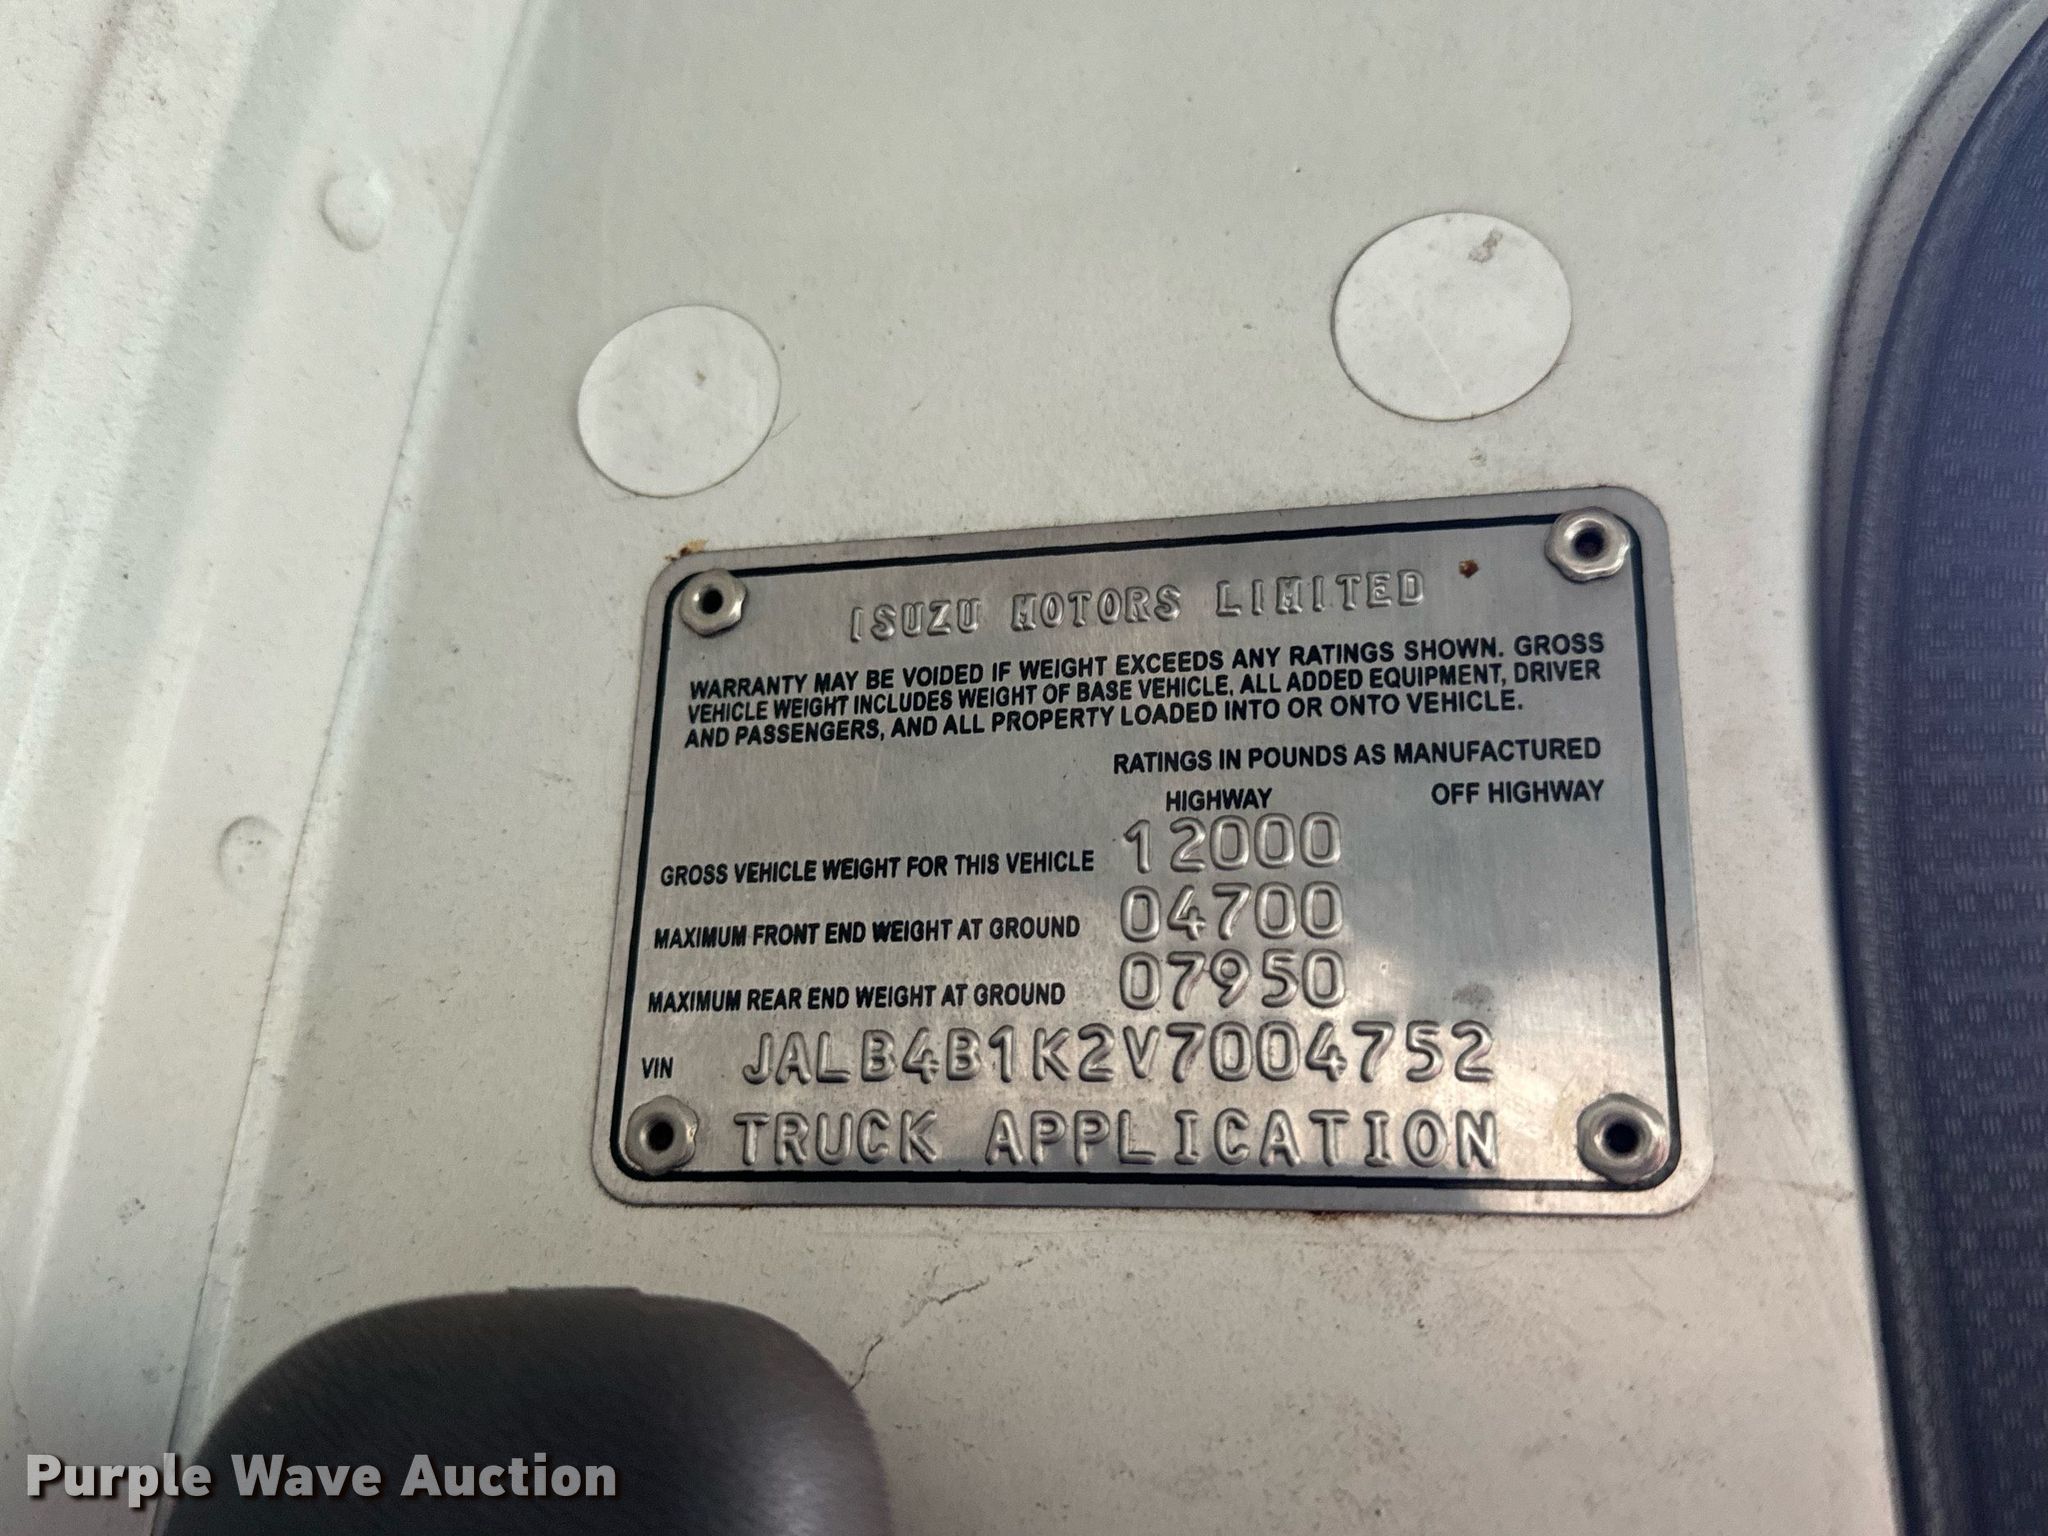 ISUZU MOTORS LIMITED
WARRANTY MAY BE VOIDED IF WEIGHT EXCEEDS ANY RATINGS SHOWN. GROSS
VEHICLE WEIGHT INCLUDES WEIGHT OF BASE VEHICLE, ALL ADDED EQUIPMENT, DRIVER
AND PASSENGERS, AND ALL PROPERTY LOADED INTO OR ONTO VEHICLE.
RATINGS IN POUNDS AS MANUFACTURED
HIGHWAY OFF HIGHWAY
GROSS VEHICLE WEIGHT FOR THIS VEHICLE 12000
MAXIMUM FRONT END WEIGHT AT GROUND 04700
MAXIMUM REAR END WEIGHT AT GROUND 07950
VIN JALB4B1K2V7004752
TRUCK APPLICATION
Purple Wave Auction